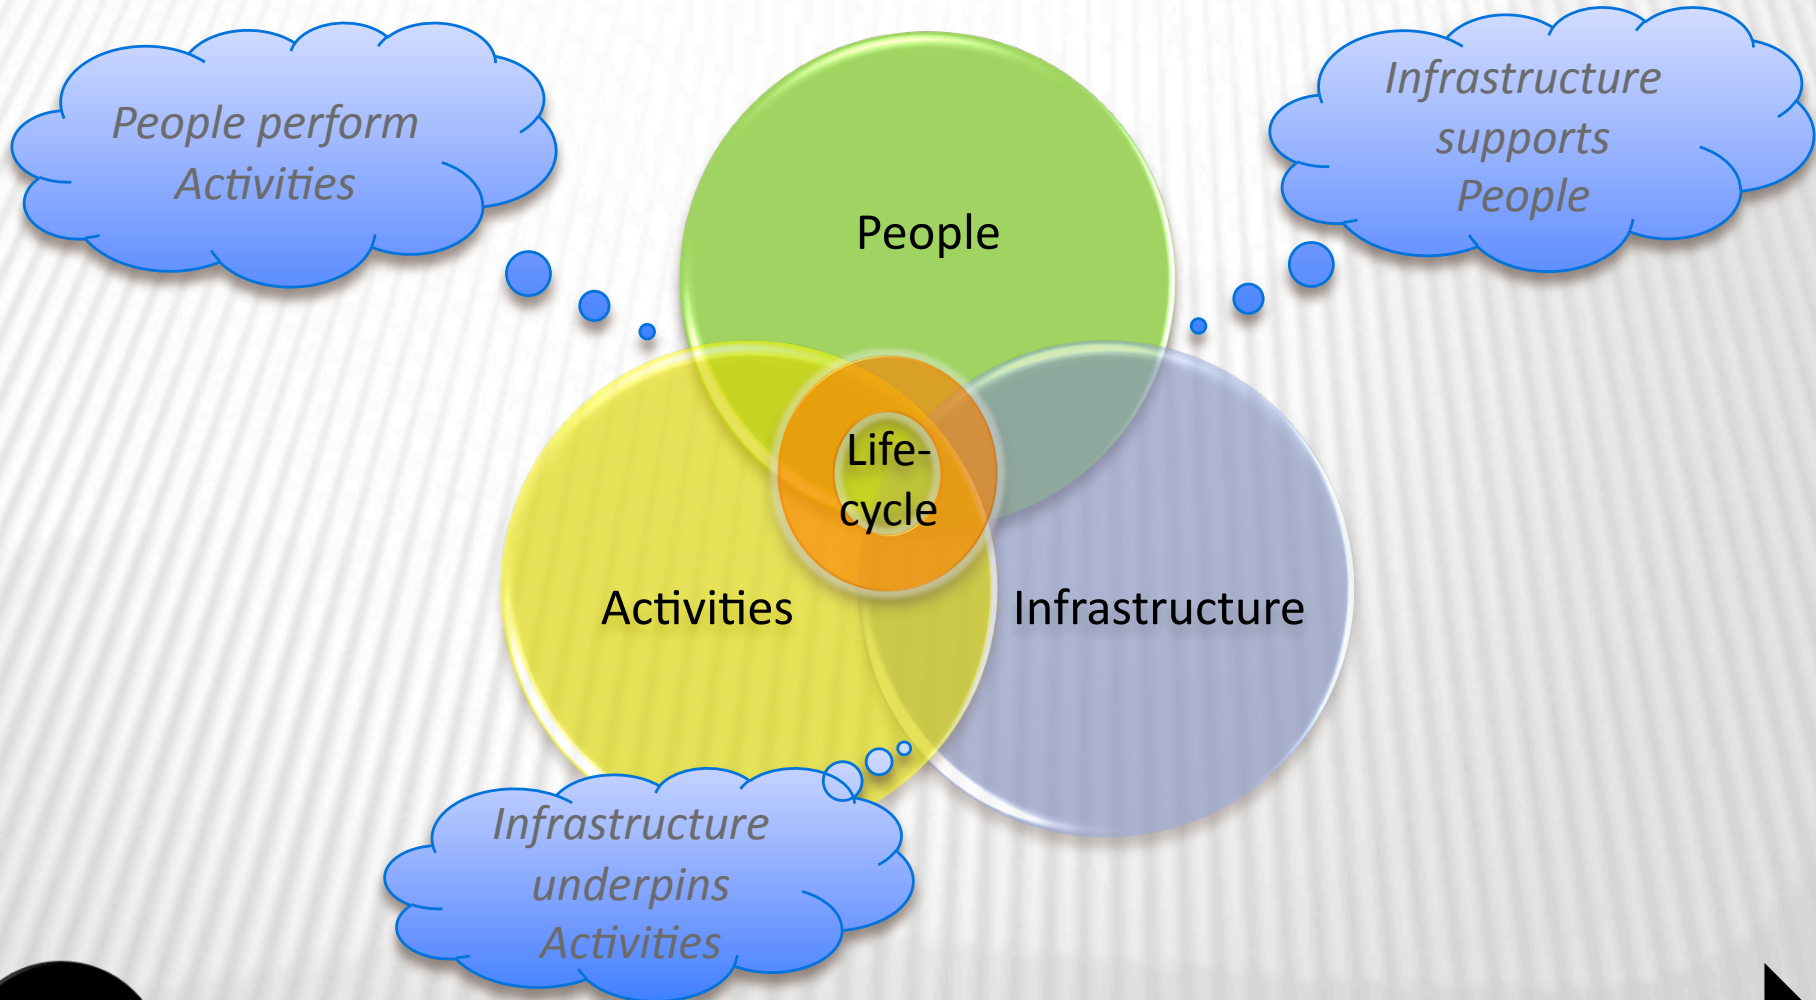 People perform
Activities
Infrastructure
supports
People
People
Life-
cycle
Activities
Infrastructure
Infrastructure
underpins
Activities